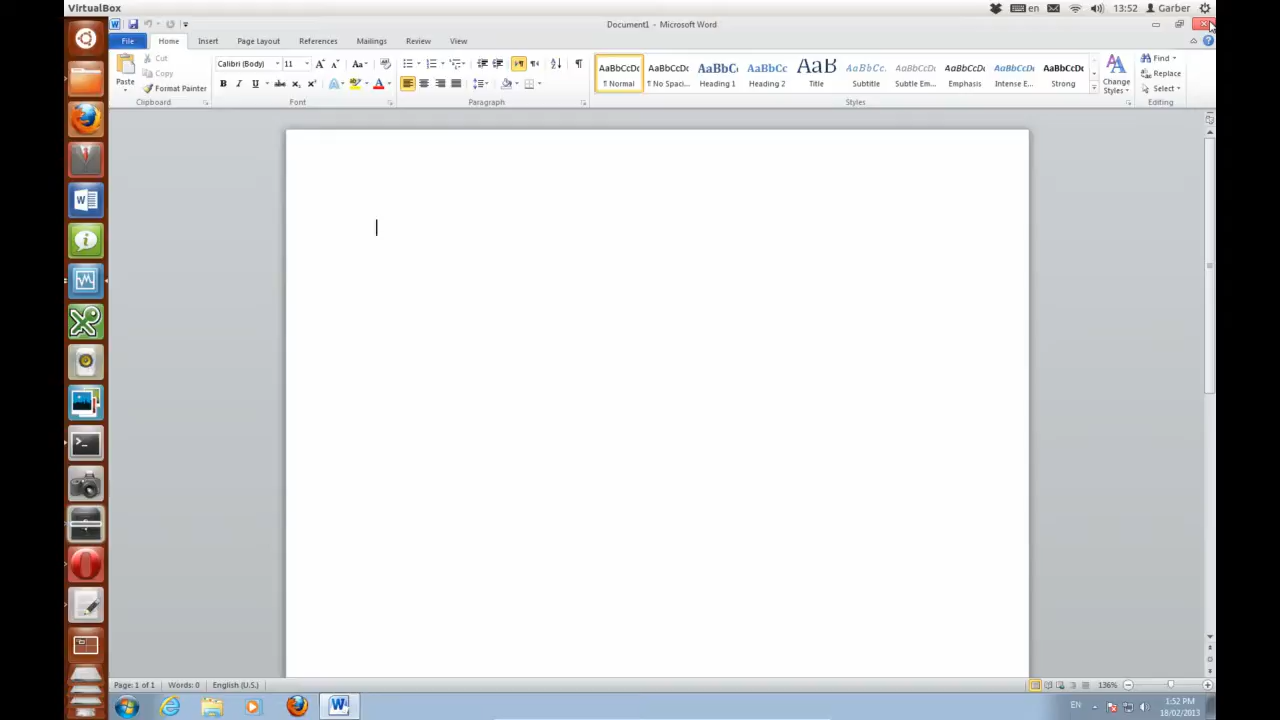 VirtualBox
en
13:52
Garber
Document1 - Microsoft Word
File
Home
Insert
Page Layout
References
Mailings
Review
View
Paste
Cut
Copy
Format Painter
Clipboard
Calibri (Body)
11
Font
Paragraph
AaBbCcDc
¶ Normal
AaBbCcDc
¶ No Spaci...
AaBbC
Heading 1
AaBbCc
Heading 2
AaB
Title
AaBbCc.
Subtitle
AaBbCcDc
Subtle Em...
AaBbCcDc
Emphasis
AaBbCcDc
Intense E...
AaBbCcDc
Strong
Change
Styles
Styles
Find
Replace
Select
Editing
Page: 1 of 1
Words: 0
English (U.S.)
136%
EN
1:52 PM
18/02/2013